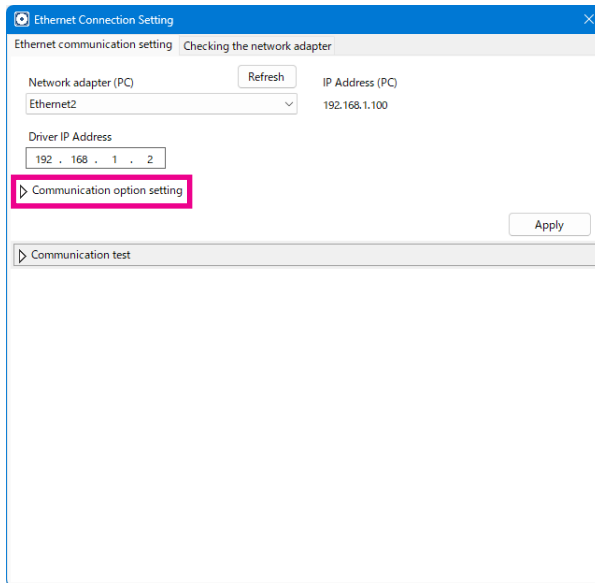 Ethernet Connection Setting
Ethernet communication setting Checking the network adapter
Network adapter (PC) Refresh IP Address (PC)
Ethernet2 192.168.1.100
Driver IP Address
192 . 168 . 1 . 2
Communication option setting
Apply
Communication test